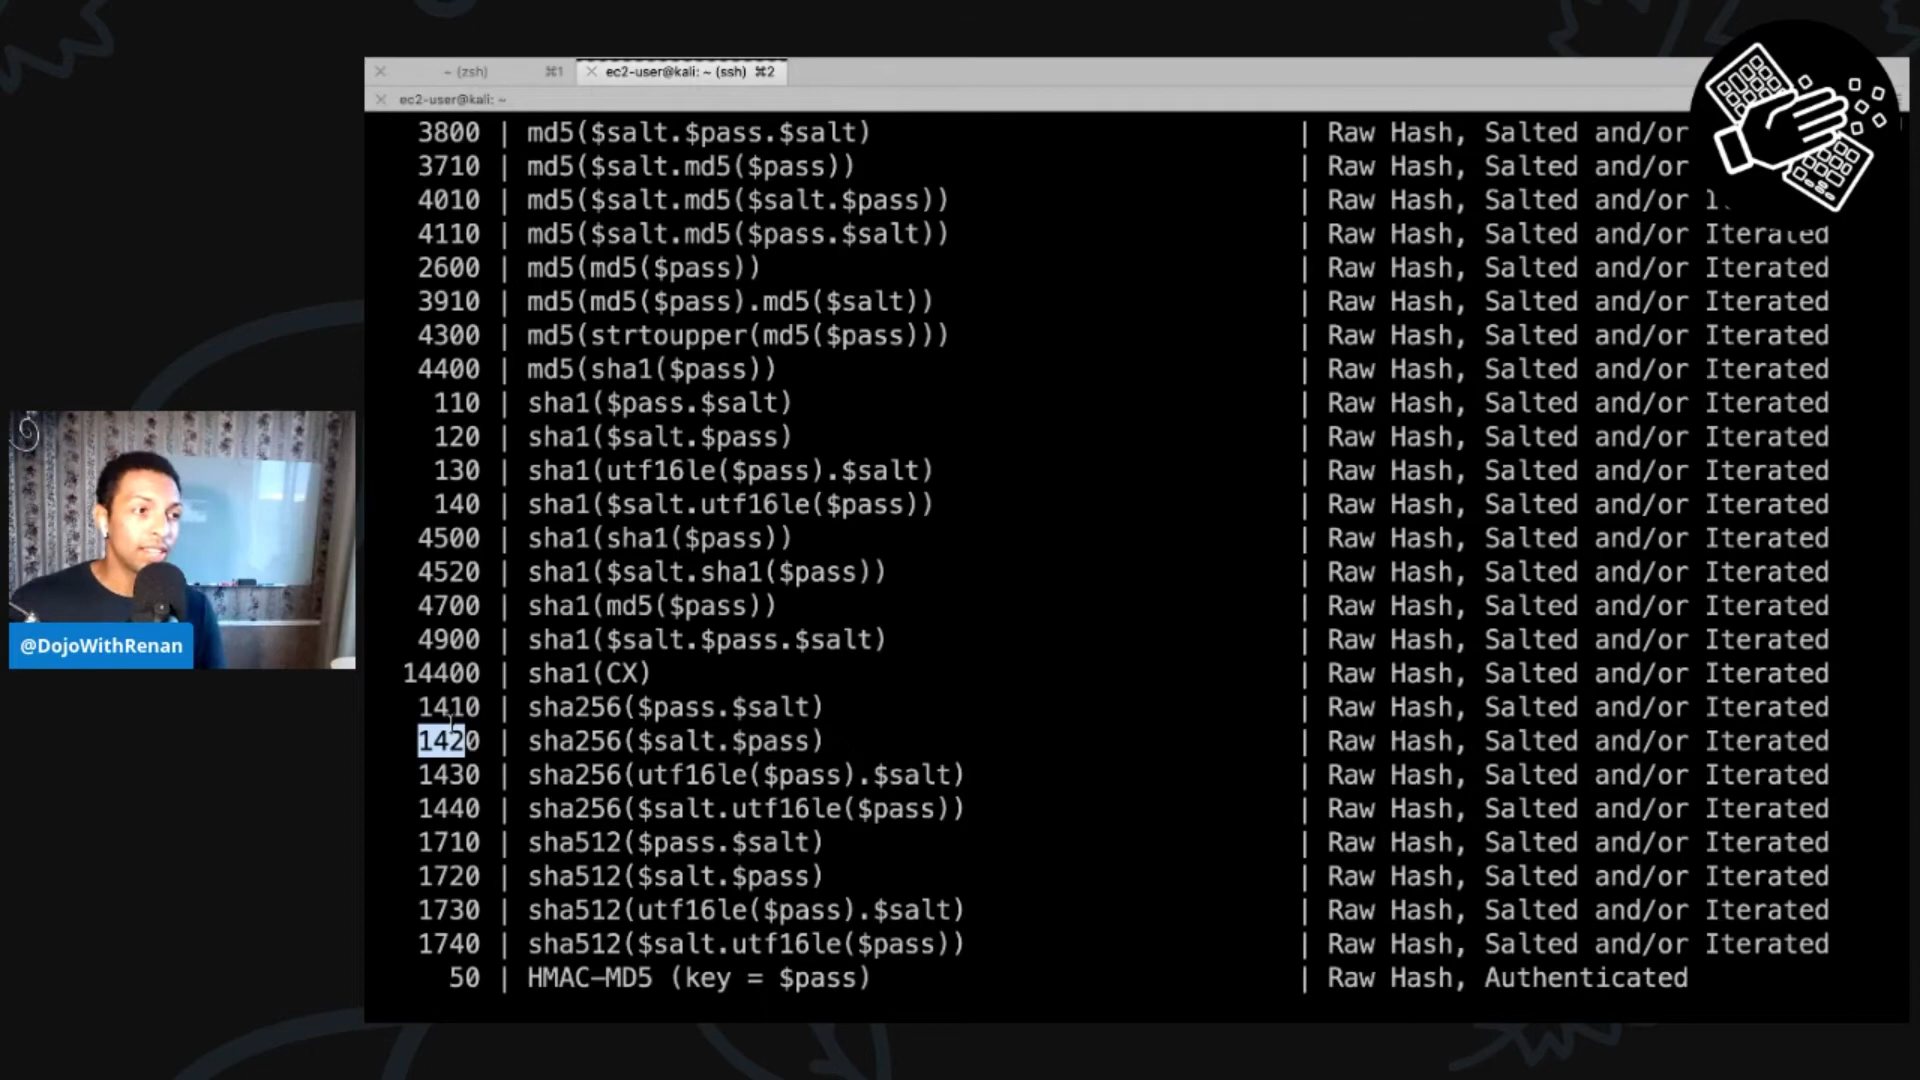 ~ (zsh) ⌘1 ec2-user@kali: ~ (ssh) ⌘2
ec2-user@kali: ~
3800 | md5($salt.$pass.$salt) | Raw Hash, Salted and/or
3710 | md5($salt.md5($pass)) | Raw Hash, Salted and/or
4010 | md5($salt.md5($salt.$pass)) | Raw Hash, Salted and/or
4110 | md5($salt.md5($pass.$salt)) | Raw Hash, Salted and/or Iterated
2600 | md5(md5($pass)) | Raw Hash, Salted and/or Iterated
3910 | md5(md5($pass).md5($salt)) | Raw Hash, Salted and/or Iterated
4300 | md5(strtoupper(md5($pass))) | Raw Hash, Salted and/or Iterated
4400 | md5(sha1($pass)) | Raw Hash, Salted and/or Iterated
110 | sha1($pass.$salt) | Raw Hash, Salted and/or Iterated
120 | sha1($salt.$pass) | Raw Hash, Salted and/or Iterated
130 | sha1(utf16le($pass).$salt) | Raw Hash, Salted and/or Iterated
140 | sha1($salt.utf16le($pass)) | Raw Hash, Salted and/or Iterated
4500 | sha1(sha1($pass)) | Raw Hash, Salted and/or Iterated
4520 | sha1($salt.sha1($pass)) | Raw Hash, Salted and/or Iterated
4700 | sha1(md5($pass)) | Raw Hash, Salted and/or Iterated
4900 | sha1($salt.$pass.$salt) | Raw Hash, Salted and/or Iterated
14400 | sha1(CX) | Raw Hash, Salted and/or Iterated
1410 | sha256($pass.$salt) | Raw Hash, Salted and/or Iterated
1420 | sha256($salt.$pass) | Raw Hash, Salted and/or Iterated
1430 | sha256(utf16le($pass).$salt) | Raw Hash, Salted and/or Iterated
1440 | sha256($salt.utf16le($pass)) | Raw Hash, Salted and/or Iterated
1710 | sha512($pass.$salt) | Raw Hash, Salted and/or Iterated
1720 | sha512($salt.$pass) | Raw Hash, Salted and/or Iterated
1730 | sha512(utf16le($pass).$salt) | Raw Hash, Salted and/or Iterated
1740 | sha512($salt.utf16le($pass)) | Raw Hash, Salted and/or Iterated
50 | HMAC-MD5 (key = $pass) | Raw Hash, Authenticated
@DojoWithRenan